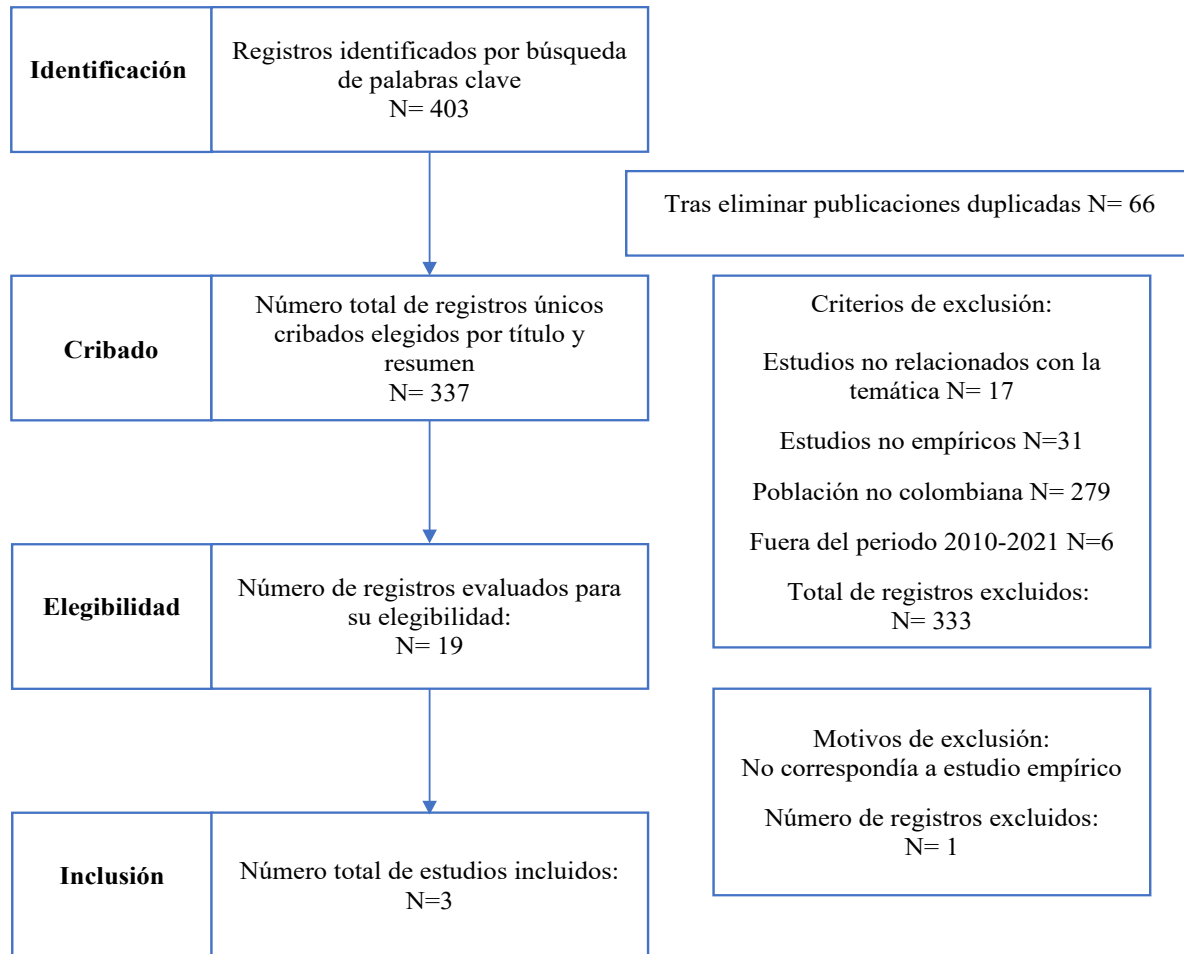 Identificación
Registros identificados por búsqueda
de palabras clave
N= 403
Tras eliminar publicaciones duplicadas N= 66
Cribado
Número total de registros únicos
cribados elegidos por título y
resumen
N= 337
Criterios de exclusión:
Estudios no relacionados con la
temática N= 17
Estudios no empíricos N=31
Población no colombiana N= 279
Fuera del periodo 2010-2021 N=6
Total de registros excluidos:
N= 333
Elegibilidad
Número de registros evaluados para
su elegibilidad:
N= 19
Motivos de exclusión:
No correspondía a estudio empírico
Número de registros excluidos:
N= 1
Inclusión
Número total de estudios incluidos:
N=3